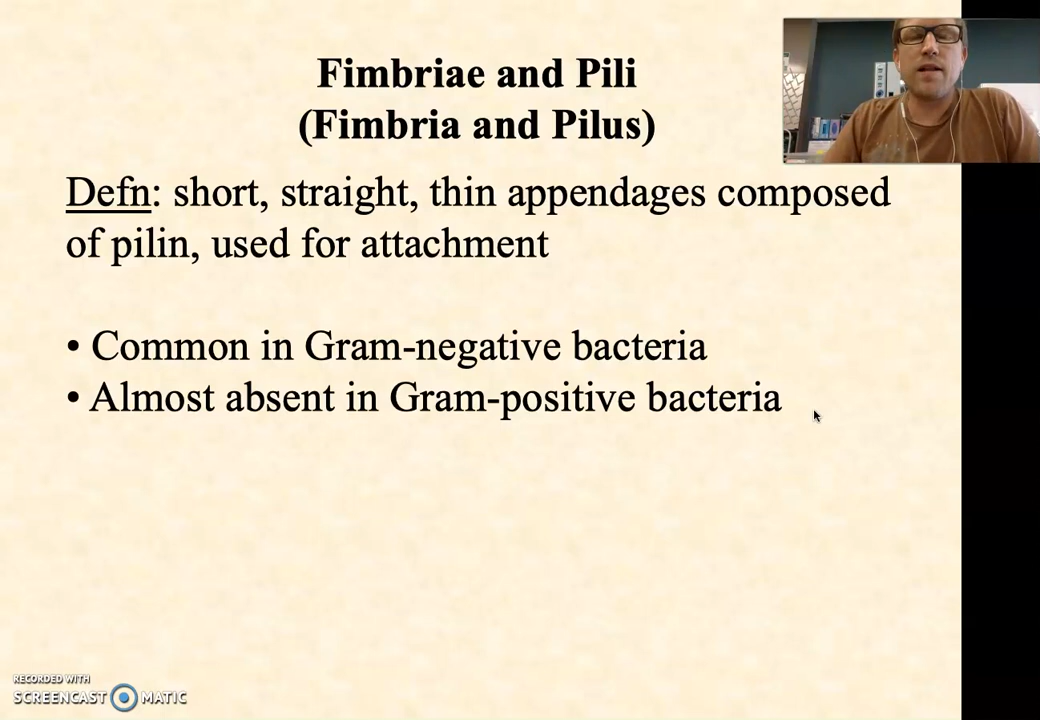 Fimbriae and Pili
(Fimbria and Pilus)
Defn: short, straight, thin appendages composed
of pilin, used for attachment
• Common in Gram-negative bacteria
• Almost absent in Gram-positive bacteria
RECORDED WITH
SCREENCAST MATIC